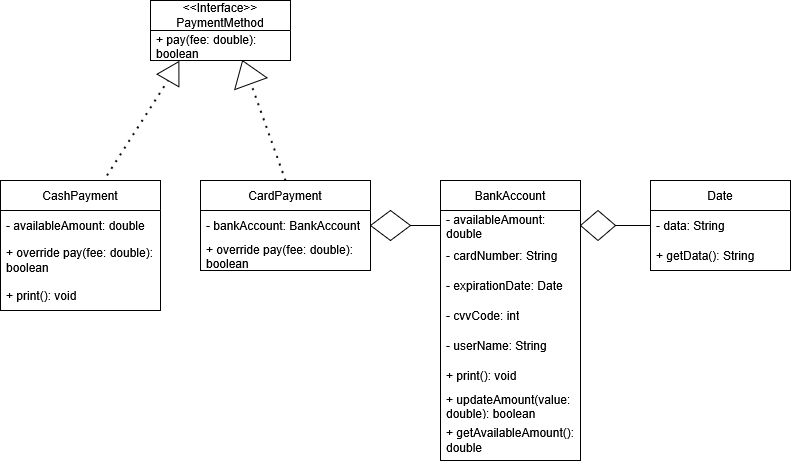 <<Interface>>
PaymentMethod
+ pay(fee: double):
boolean
CashPayment
- availableAmount: double
+ override pay(fee: double):
boolean
+ print(): void
CardPayment
- bankAccount: BankAccount
+ override pay(fee: double):
boolean
BankAccount
- availableAmount:
double
- cardNumber: String
- expirationDate: Date
- cvvCode: int
- userName: String
+ print(): void
+ updateAmount(value:
double): boolean
+ getAvailableAmount():
double
Date
- data: String
+ getData(): String